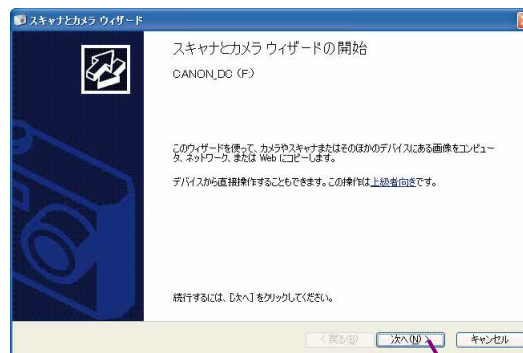 スキャナとカメラ ウィザード
スキャナとカメラ ウィザードの開始
CANON_DC (F:)
このウィザードを使って、カメラやスキャナまたはそのほかのデバイスにある画像をコンピュー
タ、ネットワーク、または Web にコピーします。
デバイスから直接操作することもできます。この操作は上級者向きです。
続行するには、[次へ] をクリックしてください。
< 戻る(B)
次へ(N) >
キャンセル